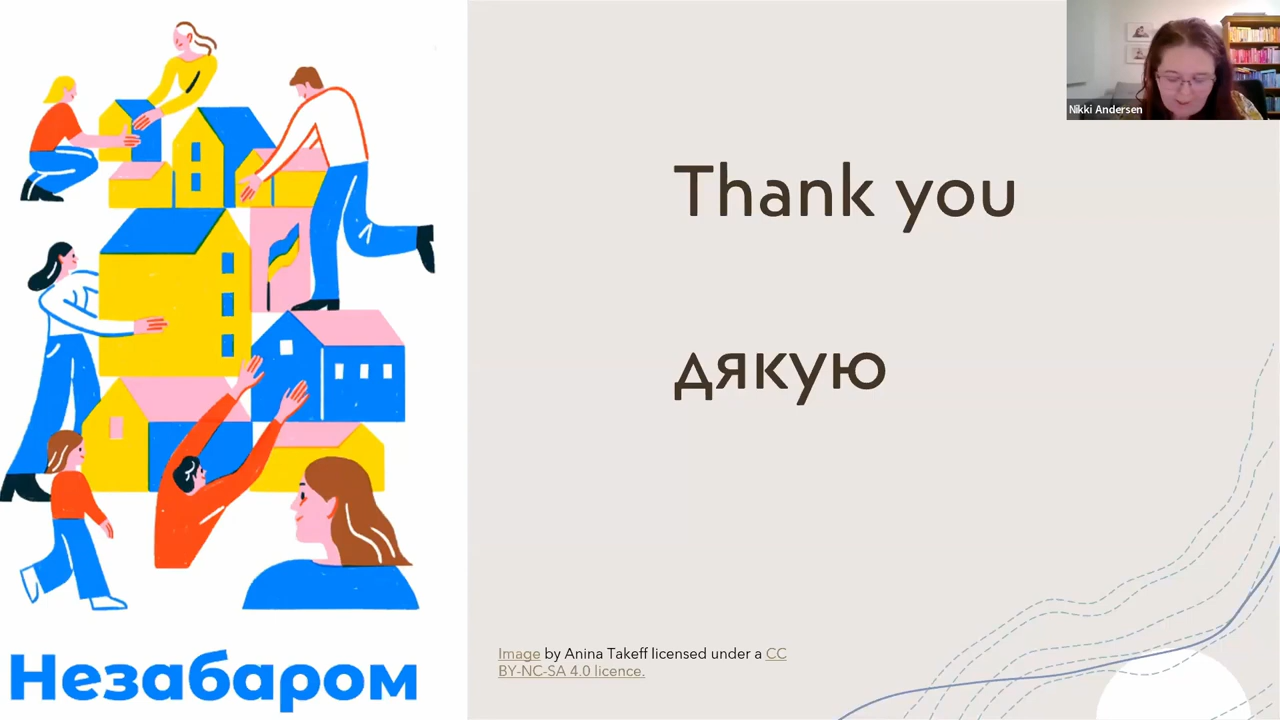 Nikki Andersen
Thank you
дякую
Image by Anina Takeff licensed under a CC
BY-NC-SA 4.0 licence.
Незабаром